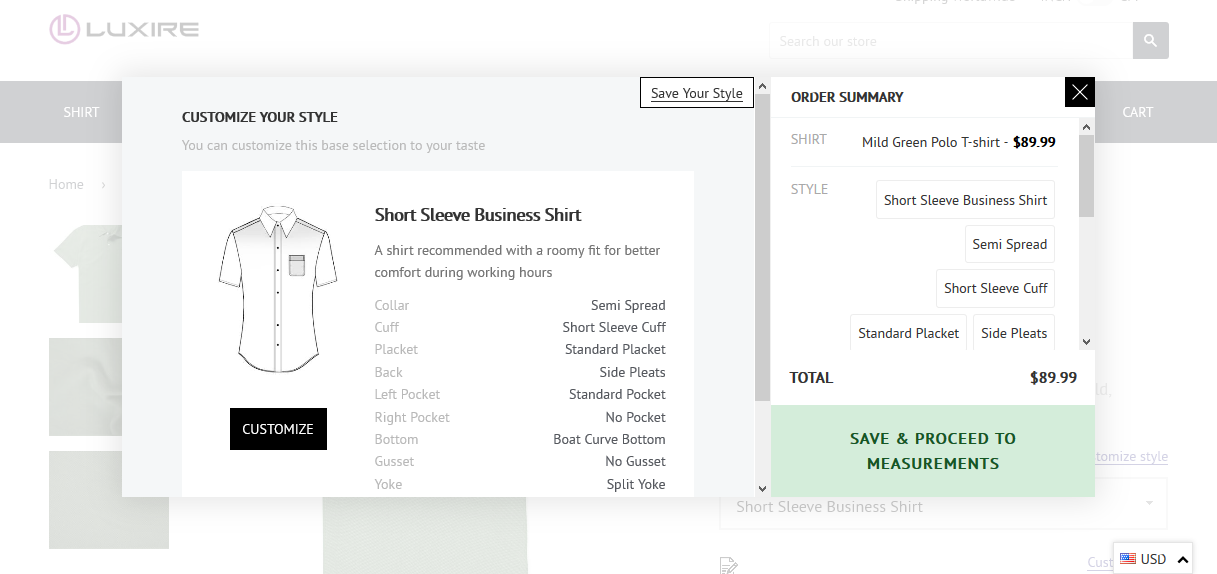 LUXIRE
Search our store
SHIRT
CART
Home ›
Save Your Style
CUSTOMIZE YOUR STYLE
You can customize this base selection to your taste
Short Sleeve Business Shirt
A shirt recommended with a roomy fit for better
comfort during working hours
Collar Semi Spread
Cuff Short Sleeve Cuff
Placket Standard Placket
Back Side Pleats
Left Pocket Standard Pocket
Right Pocket No Pocket
Bottom Boat Curve Bottom
Gusset No Gusset
Yoke Split Yoke
CUSTOMIZE
ORDER SUMMARY
SHIRT Mild Green Polo T-shirt - $89.99
STYLE Short Sleeve Business Shirt
Semi Spread
Short Sleeve Cuff
Standard Placket Side Pleats
TOTAL $89.99
SAVE & PROCEED TO
MEASUREMENTS
tomize style
Short Sleeve Business Shirt
Cust
USD